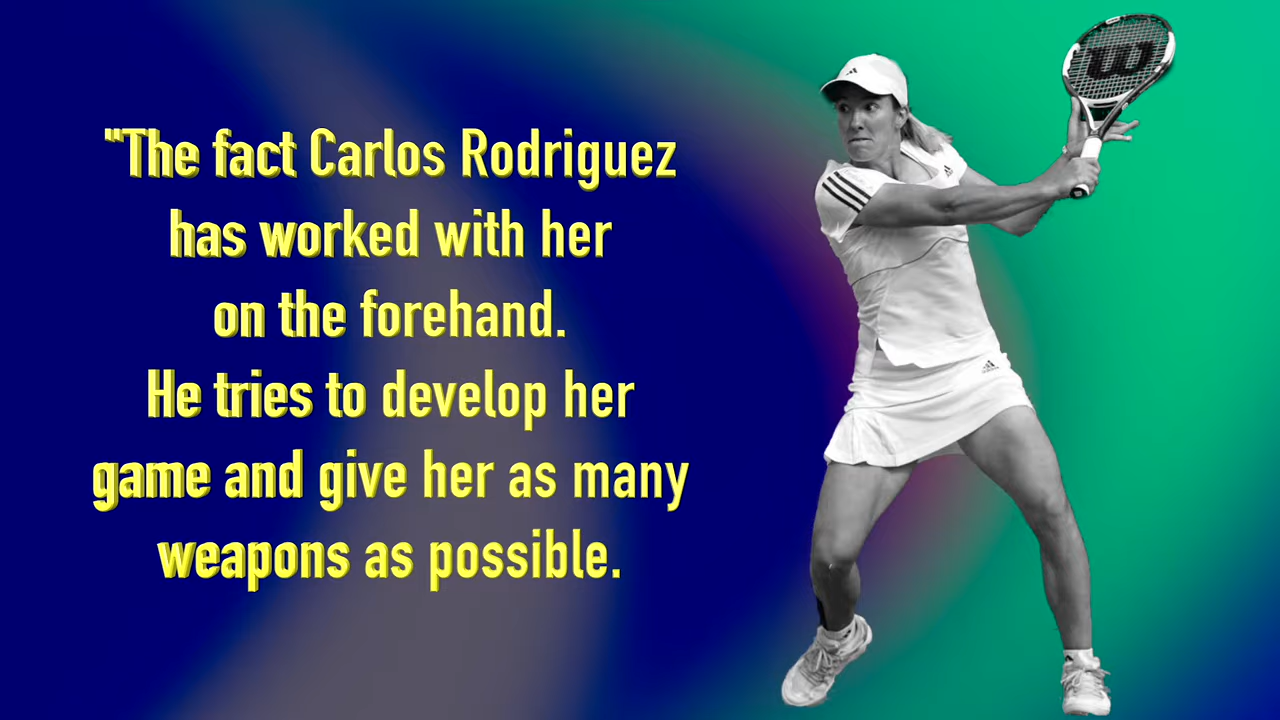 "The fact Carlos Rodriguez
has worked with her
on the forehand.
He tries to develop her
game and give her as many
weapons as possible.
W